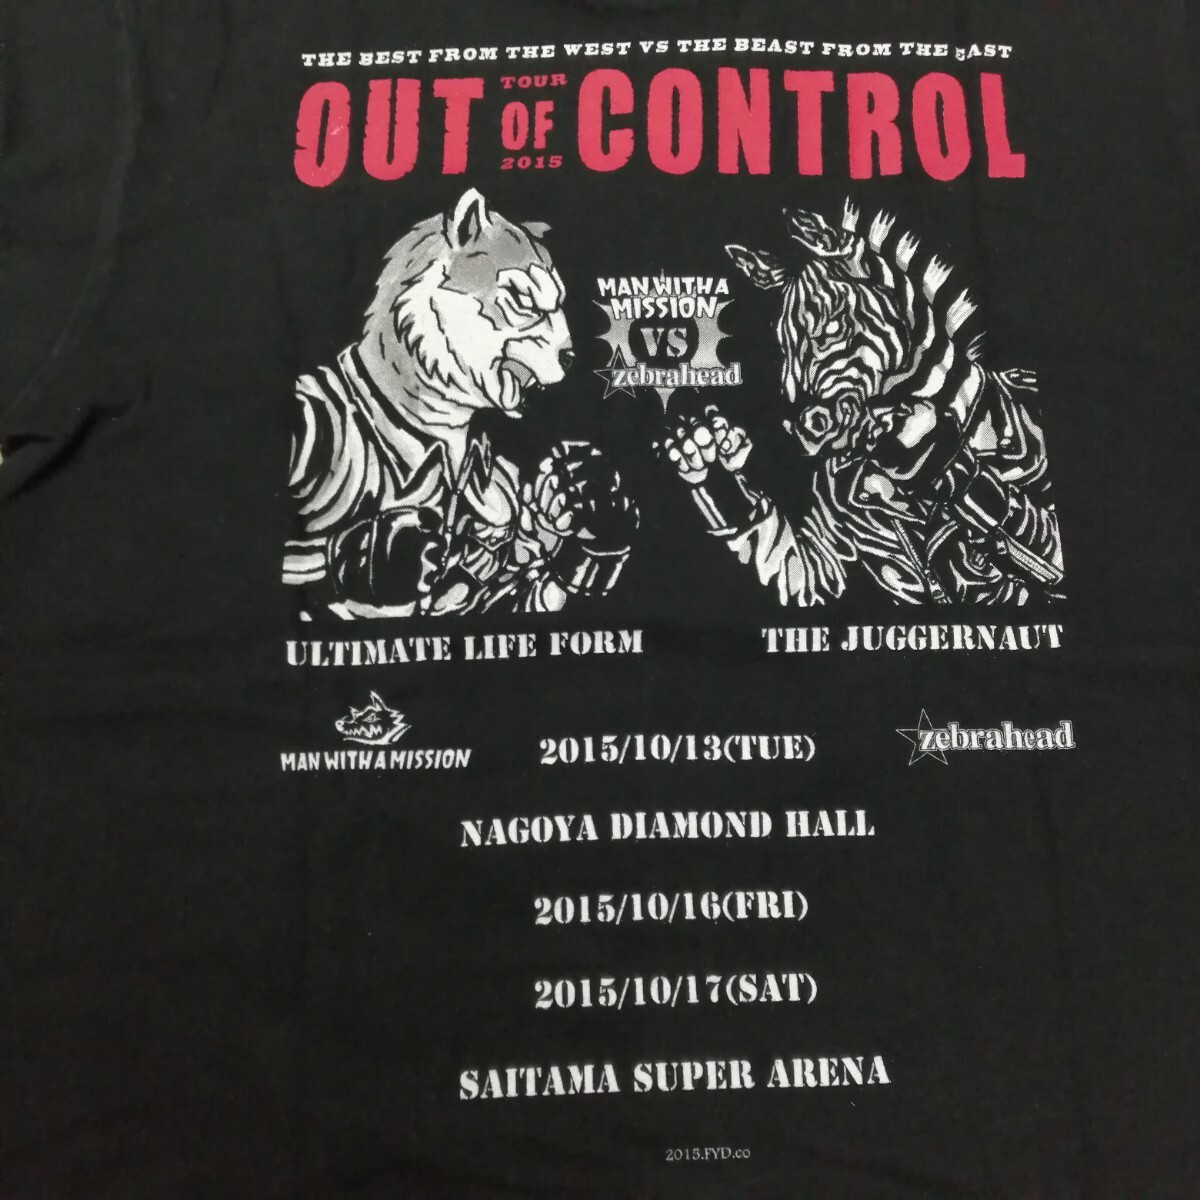 THE BEST FROM THE WEST VS THE BEAST FROM THE EAST
OUT TOUR OF 2015 CONTROL
MAN WITH A
MISSION
VS
zebrahead
ULTIMATE LIFE FORM
THE JUGGERNAUT
MAN WITH A MISSION
2015/10/13(TUE)
zebrahead
NAGOYA DIAMOND HALL
2015/10/16(FRI)
2015/10/17(SAT)
SAITAMA SUPER ARENA
2015.FYD.co